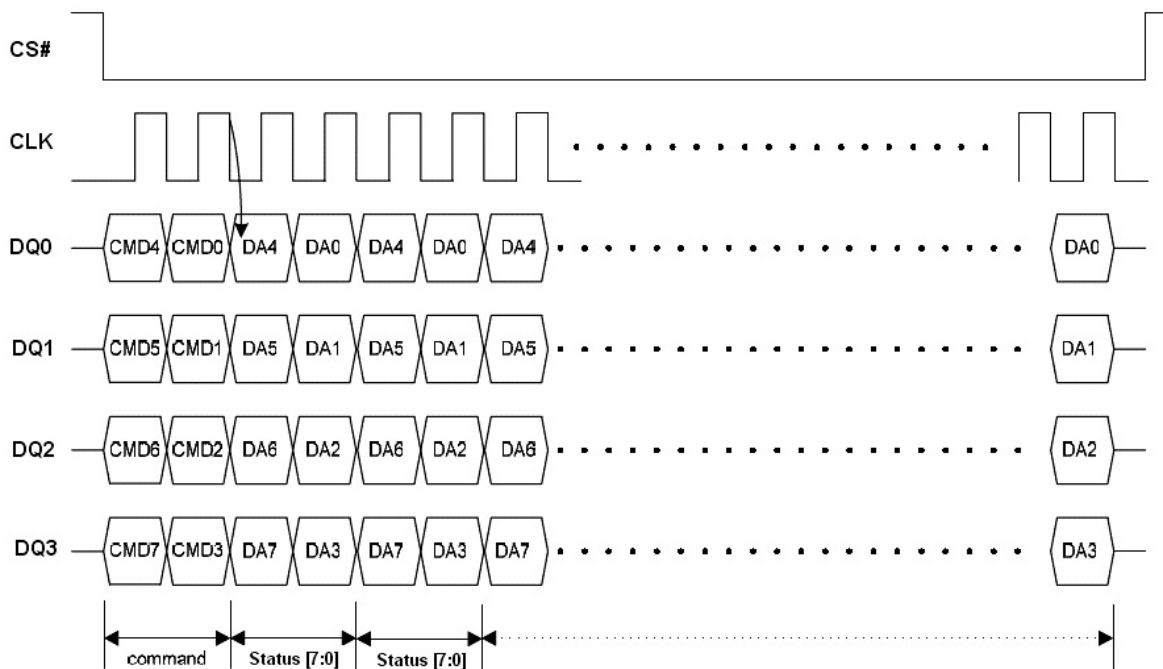 CS#
CLK
DQ0 CMD4 CMD0 DA4 DA0 DA4 DA0 DA4 DA0
DQ1 CMD5 CMD1 DA5 DA1 DA5 DA1 DA5 DA1
DQ2 CMD6 CMD2 DA6 DA2 DA6 DA2 DA6 DA2
DQ3 CMD7 CMD3 DA7 DA3 DA7 DA3 DA7 DA3
command Status [7:0] Status [7:0]